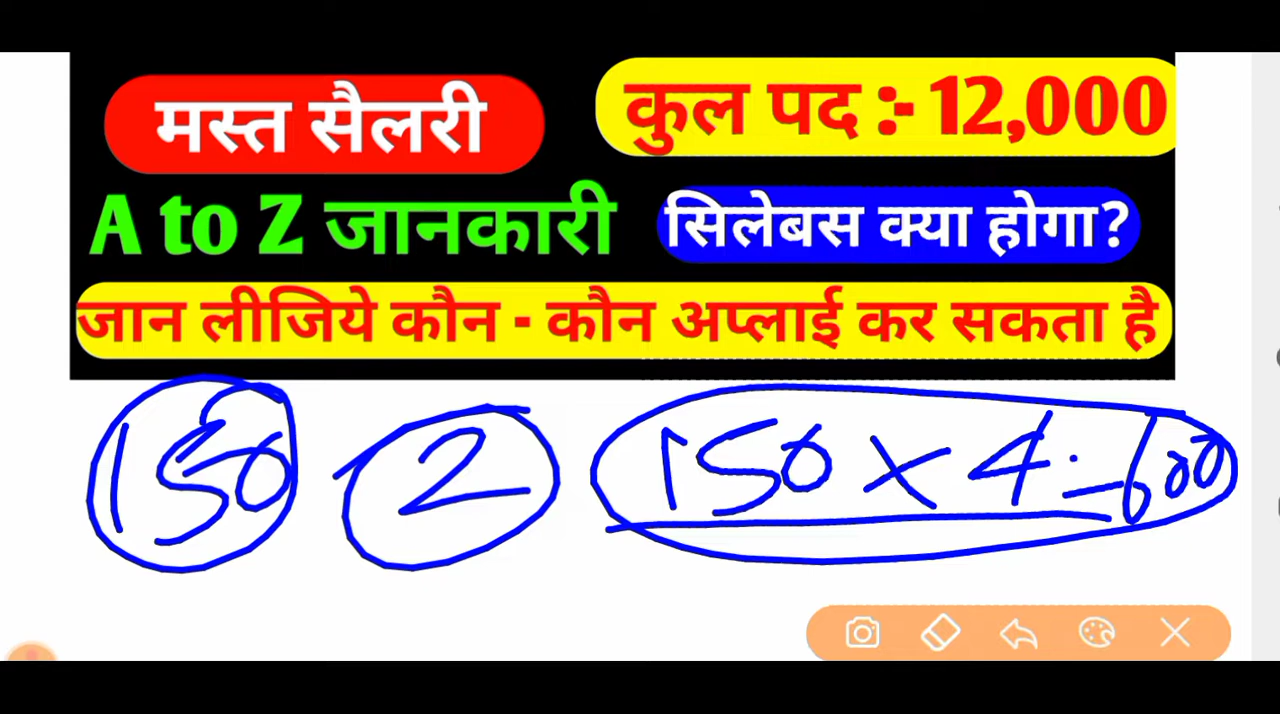 मस्त सैलरी कुल पद :- 12,000
A to Z जानकारी सिलेबस क्या होगा?
जान लीजिये कौन - कौन अप्लाई कर सकता है
150 2 150 x 4 = 600